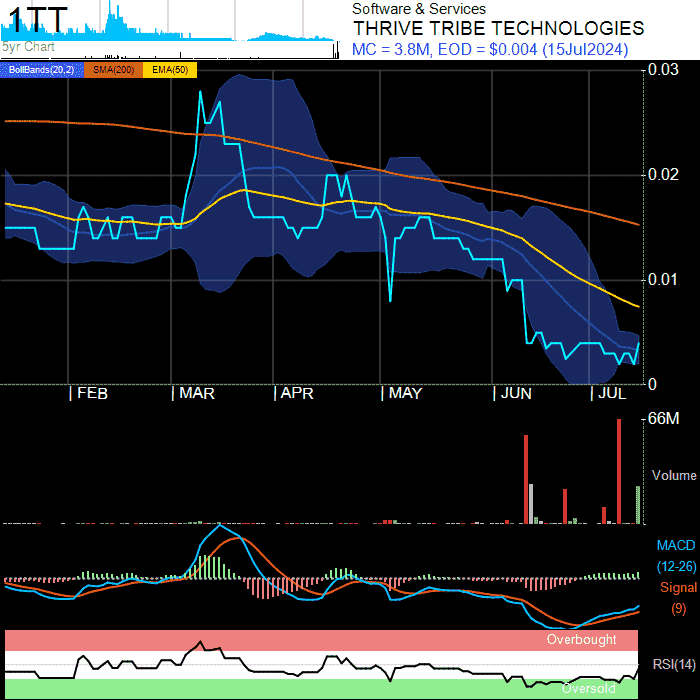 1TT
5yr Chart
Software & Services
THRIVE TRIBE TECHNOLOGIES
MC = 3.8M, EOD = $0.004 (15Jul2024)
BollBands(20,2) SMA(200) EMA(50)
0.03
0.02
0.01
0
FEB MAR APR MAY JUN JUL
66M
Volume
MACD
(12-26)
Signal
(9)
Overbought
RSI(14)
Oversold